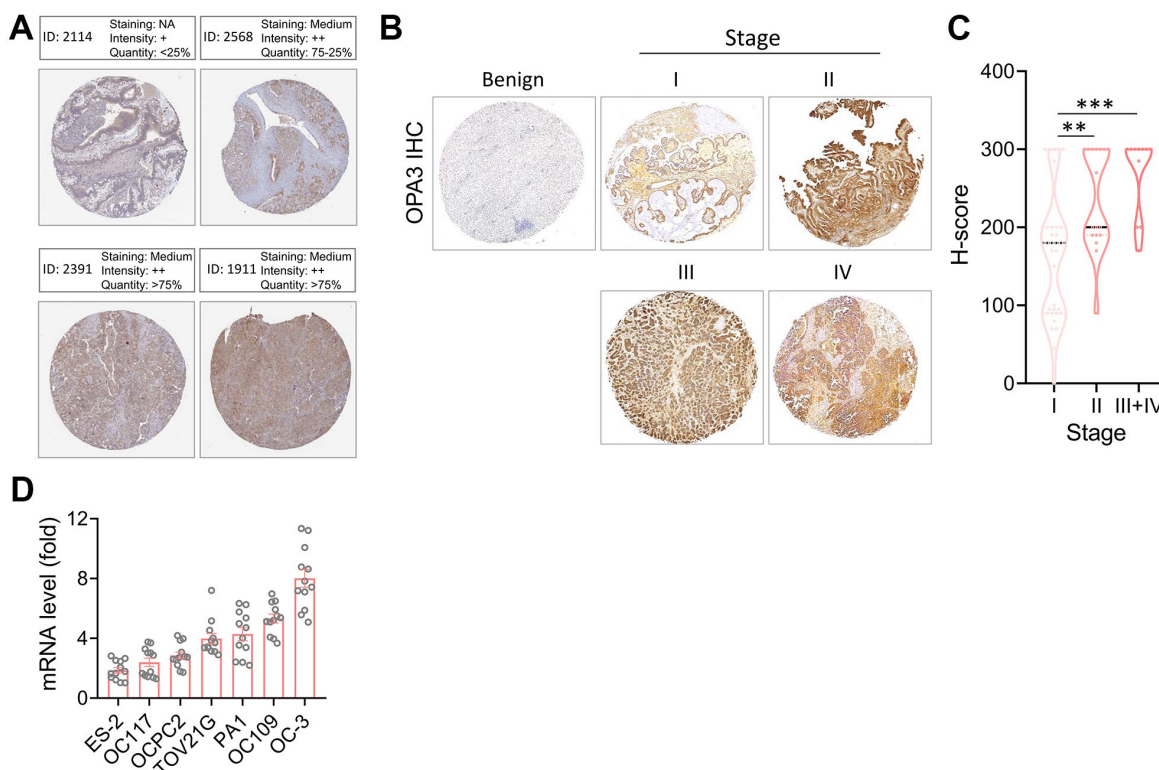 A
ID: 2114
Staining: NA
Intensity: +
Quantity: <25%
ID: 2568
Staining: Medium
Intensity: ++
Quantity: 75-25%
ID: 2391
Staining: Medium
Intensity: ++
Quantity: >75%
ID: 1911
Staining: Medium
Intensity: ++
Quantity: >75%
B
Stage
Benign
I
II
OPA3 IHC
III
IV
C
H-score
400
300
200
100
0
***
**
I
II
III+IV
Stage
D
mRNA level (fold)
12
8
4
0
ES-2
OC117
OCPC2
TOV21G
PA1
OC109
OC-3